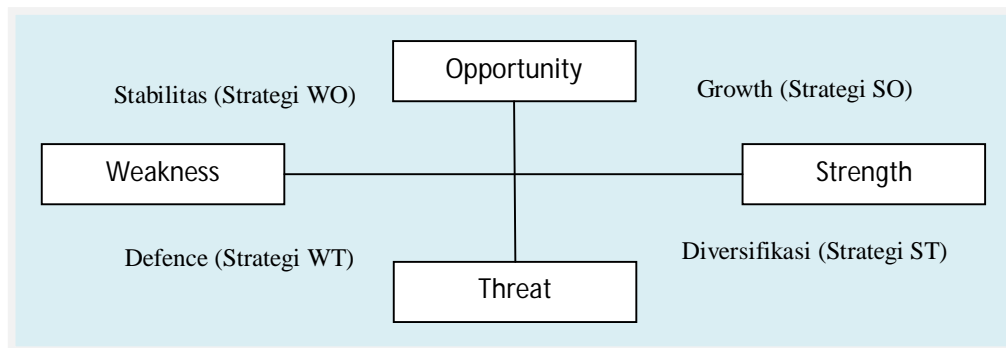 Opportunity
Stabilitas (Strategi WO)
Growth (Strategi SO)
Weakness
Strength
Defence (Strategi WT)
Diversifikasi (Strategi ST)
Threat